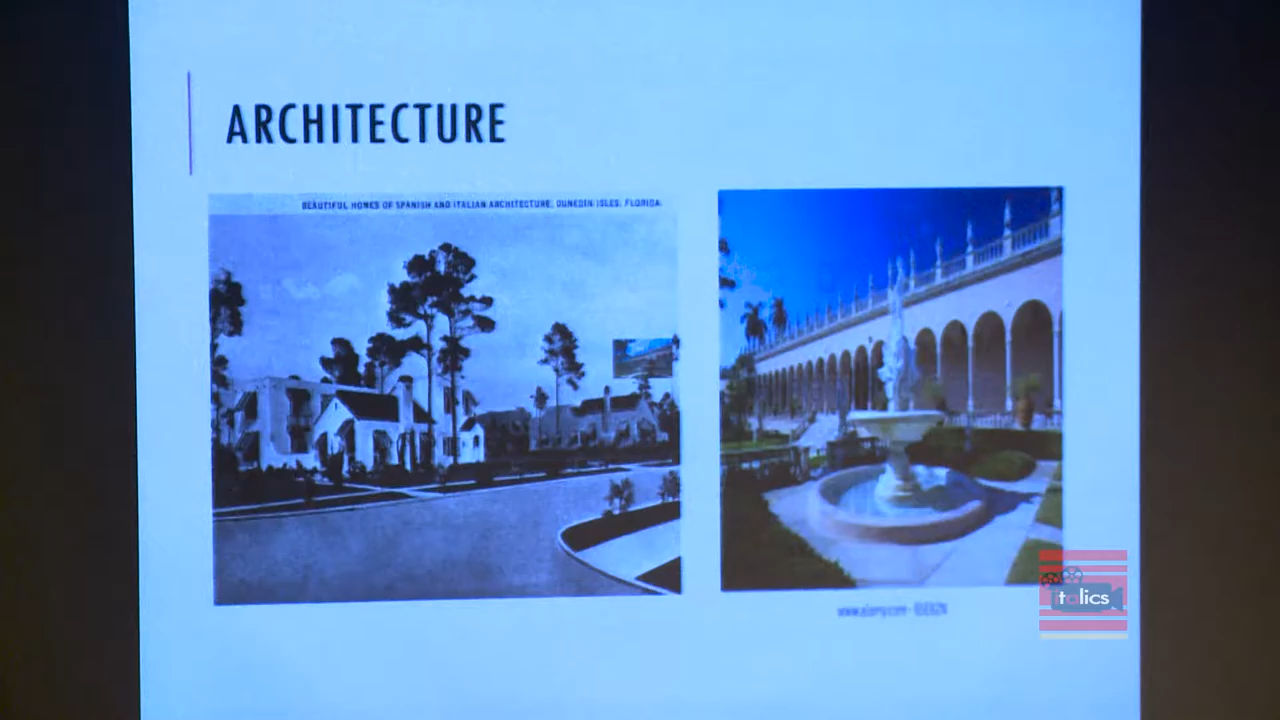 ARCHITECTURE
BEAUTIFUL HOMES OF SPANISH AND ITALIAN ARCHITECTURE, DUNEDIN ISLES, FLORIDA.
italics